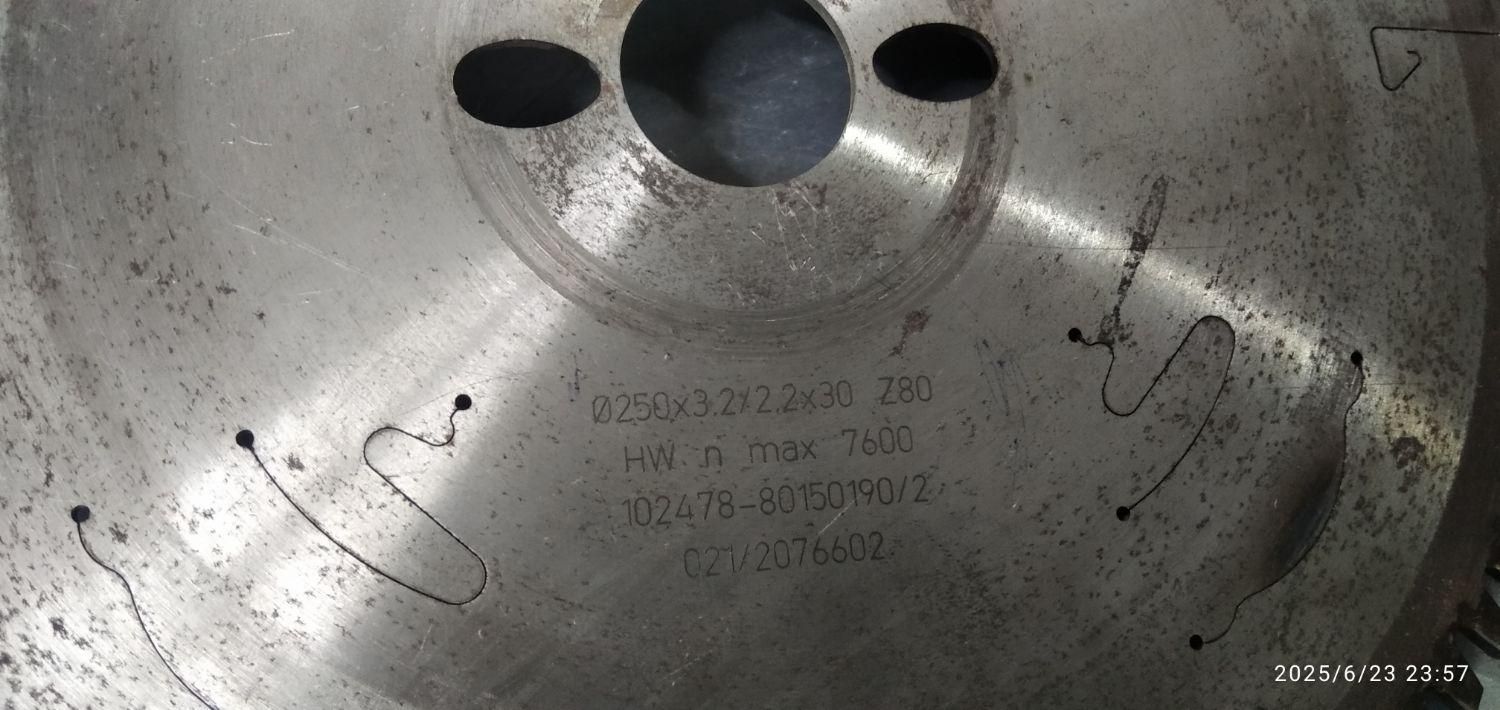 Ø250x3.2/2.2x30 Z80
HW n max 7600
102478-80150190/2
021/2076602
2025/6/23 23:57